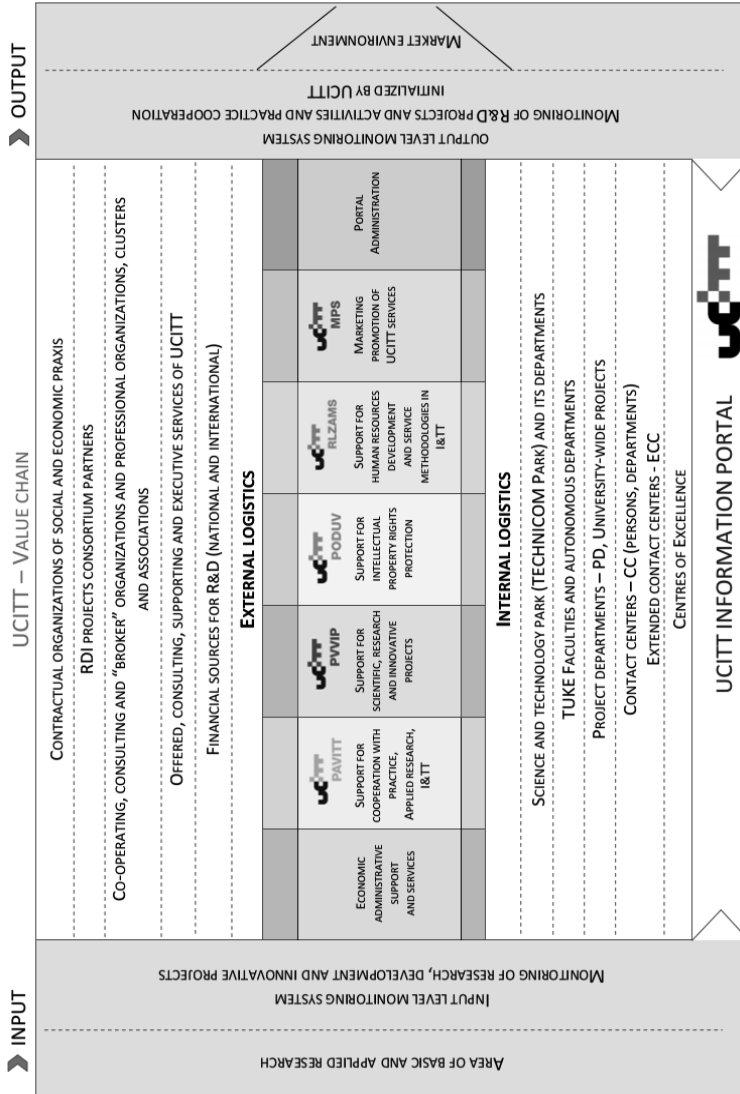 UCITT – VALUE CHAIN
INPUT
OUTPUT
AREA OF BASIC AND APPLIED RESEARCH
INPUT LEVEL MONITORING SYSTEM
MONITORING OF RESEARCH, DEVELOPMENT AND INNOVATIVE PROJECTS
CONTRACTUAL ORGANIZATIONS OF SOCIAL AND ECONOMIC PRAXIS
RDI PROJECTS CONSORTIUM PARTNERS
CO-OPERATING, CONSULTING AND “BROKER” ORGANIZATIONS AND PROFESSIONAL ORGANIZATIONS, CLUSTERS
AND ASSOCIATIONS
OFFERED, CONSULTING, SUPPORTING AND EXECUTIVE SERVICES OF UCITT
FINANCIAL SOURCES FOR R&D (NATIONAL AND INTERNATIONAL)
EXTERNAL LOGISTICS
ECONOMIC
ADMINISTRATIVE
SUPPORT
AND SERVICES
UCITT
PAVITT
SUPPORT FOR
COOPERATION WITH
PRACTICE,
APPLIED RESEARCH,
I&TT
UCITT
PVVIP
SUPPORT FOR
SCIENTIFIC, RESEARCH
AND INNOVATIVE
PROJECTS
UCITT
PODUV
SUPPORT FOR
INTELLECTUAL
PROPERTY RIGHTS
PROTECTION
UCITT
RLZAMS
SUPPORT FOR
HUMAN RESOURCES
DEVELOPMENT
AND SERVICE
METHODOLOGIES IN
I&TT
UCITT
MPS
MARKETING
PROMOTION OF
UCITT SERVICES
PORTAL
ADMINISTRATION
INTERNAL LOGISTICS
SCIENCE AND TECHNOLOGY PARK (TECHNICOM PARK) AND ITS DEPARTMENTS
TUKE FACULTIES AND AUTONOMOUS DEPARTMENTS
PROJECT DEPARTMENTS – PD, UNIVERSITY-WIDE PROJECTS
CONTACT CENTERS – CC (PERSONS, DEPARTMENTS)
EXTENDED CONTACT CENTERS - ECC
CENTRES OF EXCELLENCE
OUTPUT LEVEL MONITORING SYSTEM
MONITORING OF R&D PROJECTS AND ACTIVITIES AND PRACTICE COOPERATION
INITIALIZED BY UCITT
MARKET ENVIRONMENT
UCITT INFORMATION PORTAL
UCITT